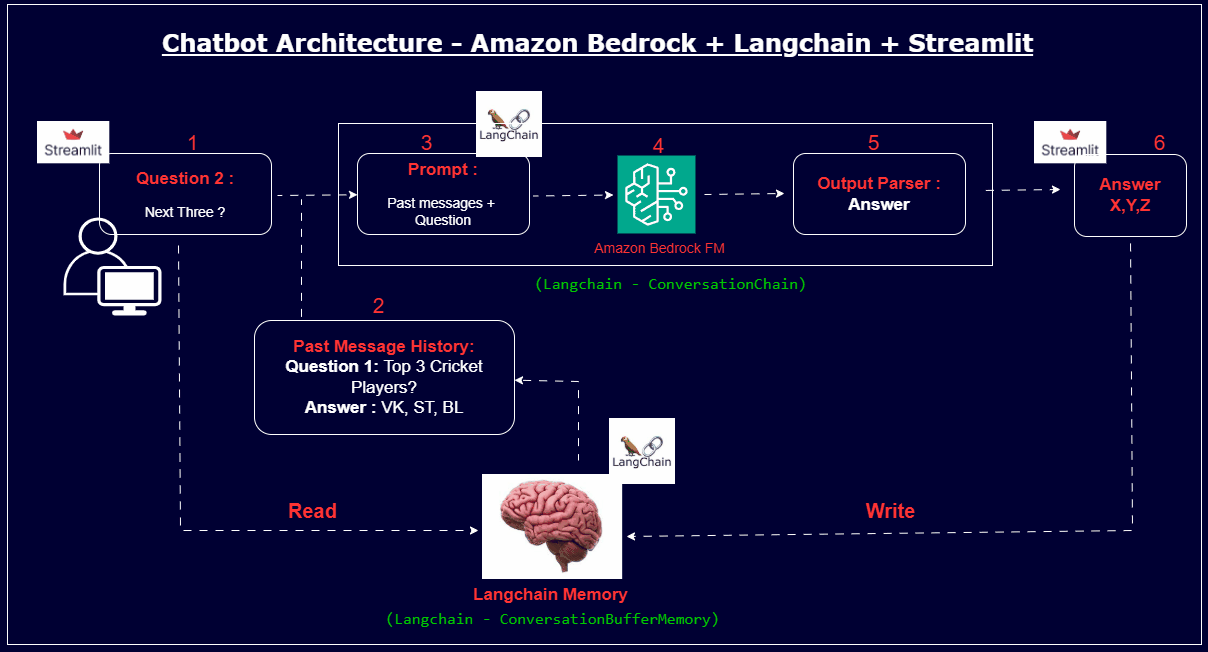 Chatbot Architecture - Amazon Bedrock + Langchain + Streamlit
Streamlit
1
Question 2 :
Next Three ?
3
LangChain
Prompt :
Past messages +
Question
4
Amazon Bedrock FM
5
Output Parser :
Answer
Streamlit
6
Answer
X,Y,Z
(Langchain - ConversationChain)
2
Past Message History:
Question 1: Top 3 Cricket
Players?
Answer : VK, ST, BL
LangChain
Read
Write
Langchain Memory
(Langchain - ConversationBufferMemory)